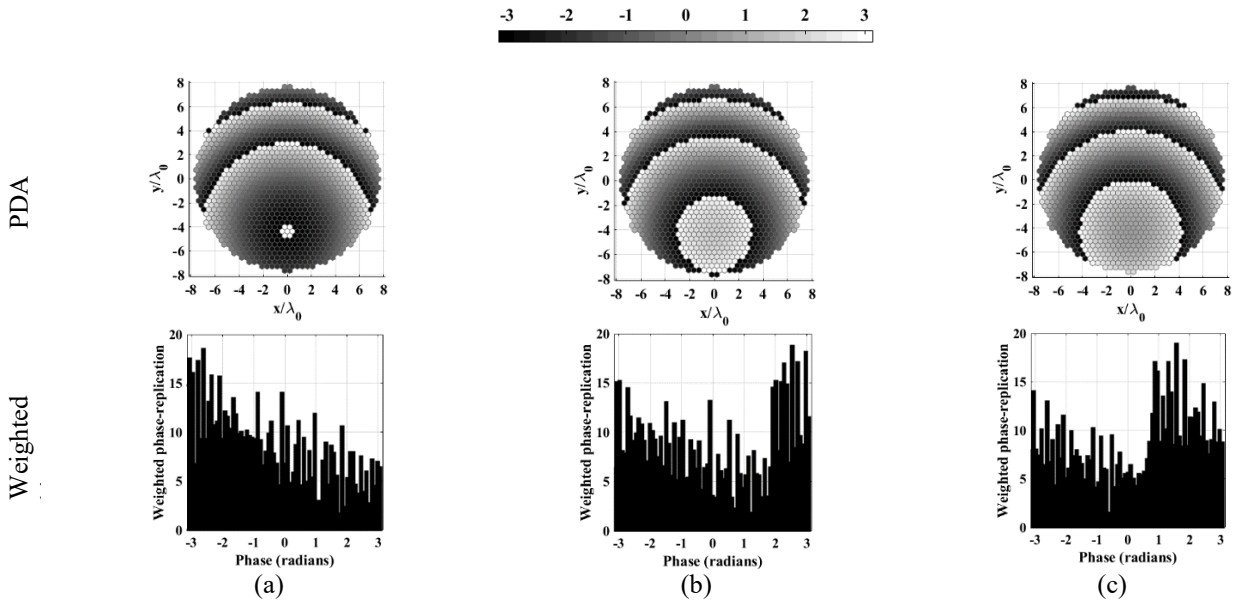 -3 -2 -1 0 1 2 3
PDA
8 6 4 2 0 -2 -4 -6 -8
y/λ0
-8 -6 -4 -2 0 2 4 6 8
x/λ0
8 6 4 2 0 -2 -4 -6 -8
y/λ0
-8 -6 -4 -2 0 2 4 6 8
x/λ0
8 6 4 2 0 -2 -4 -6 -8
y/λ0
-8 -6 -4 -2 0 2 4 6 8
x/λ0
Weighted
20 15 10 5 0
Weighted phase-replication
-3 -2 -1 0 1 2 3
Phase (radians)
(a)
20 15 10 5 0
Weighted phase-replication
-3 -2 -1 0 1 2 3
Phase (radians)
(b)
20 15 10 5 0
Weighted phase-replication
-3 -2 -1 0 1 2 3
Phase (radians)
(c)